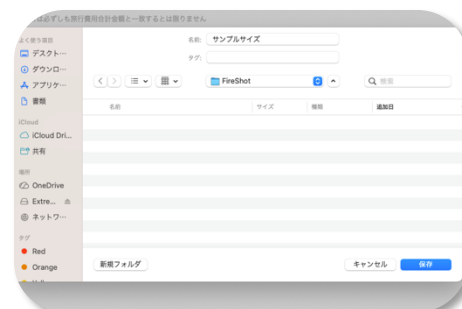 は必ずしも旅行費用合計金額と一致するとは限りません
よく使う項目
デスクト…
ダウンロ…
アプリケ…
書類
iCloud
iCloud Dri...
共有
場所
OneDrive
Extre...
ネットワ…
タグ
Red
Orange
名前: サンプルサイズ
タグ:
FireShot
検索
名前 サイズ 種類 追加日
新規フォルダ
キャンセル
保存